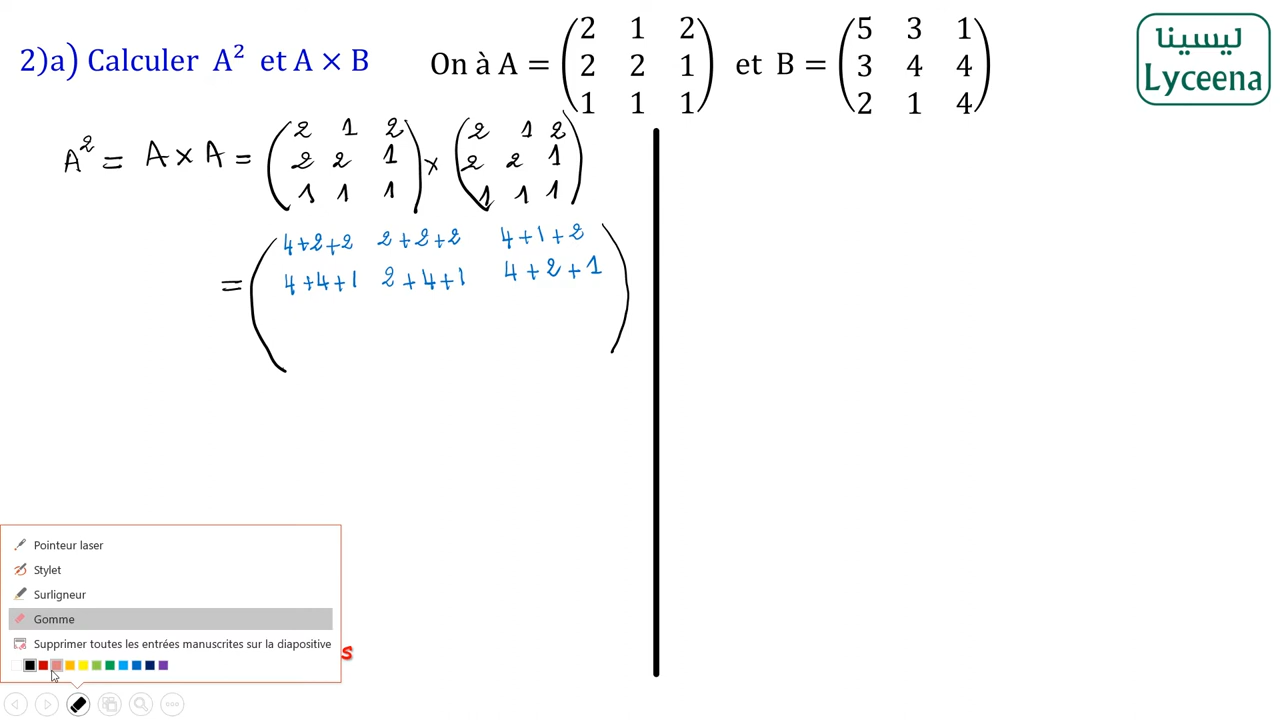 2)a) Calculer A² et A × B
On à A = (2 1 2
2 2 1
1 1 1)
et B = (5 3 1
3 4 4
2 1 4)
ليسينا
Lyceena
A² = A × A = (2 1 2
2 2 1
1 1 1)
× (2 1 2
2 2 1
1 1 1)
= (4+2+2 2+2+2 4+1+2
4+4+1 2+4+1 4+2+1)
Pointeur laser
Stylet
Surligneur
Gomme
Supprimer toutes les entrées manuscrites sur la diapositive
s